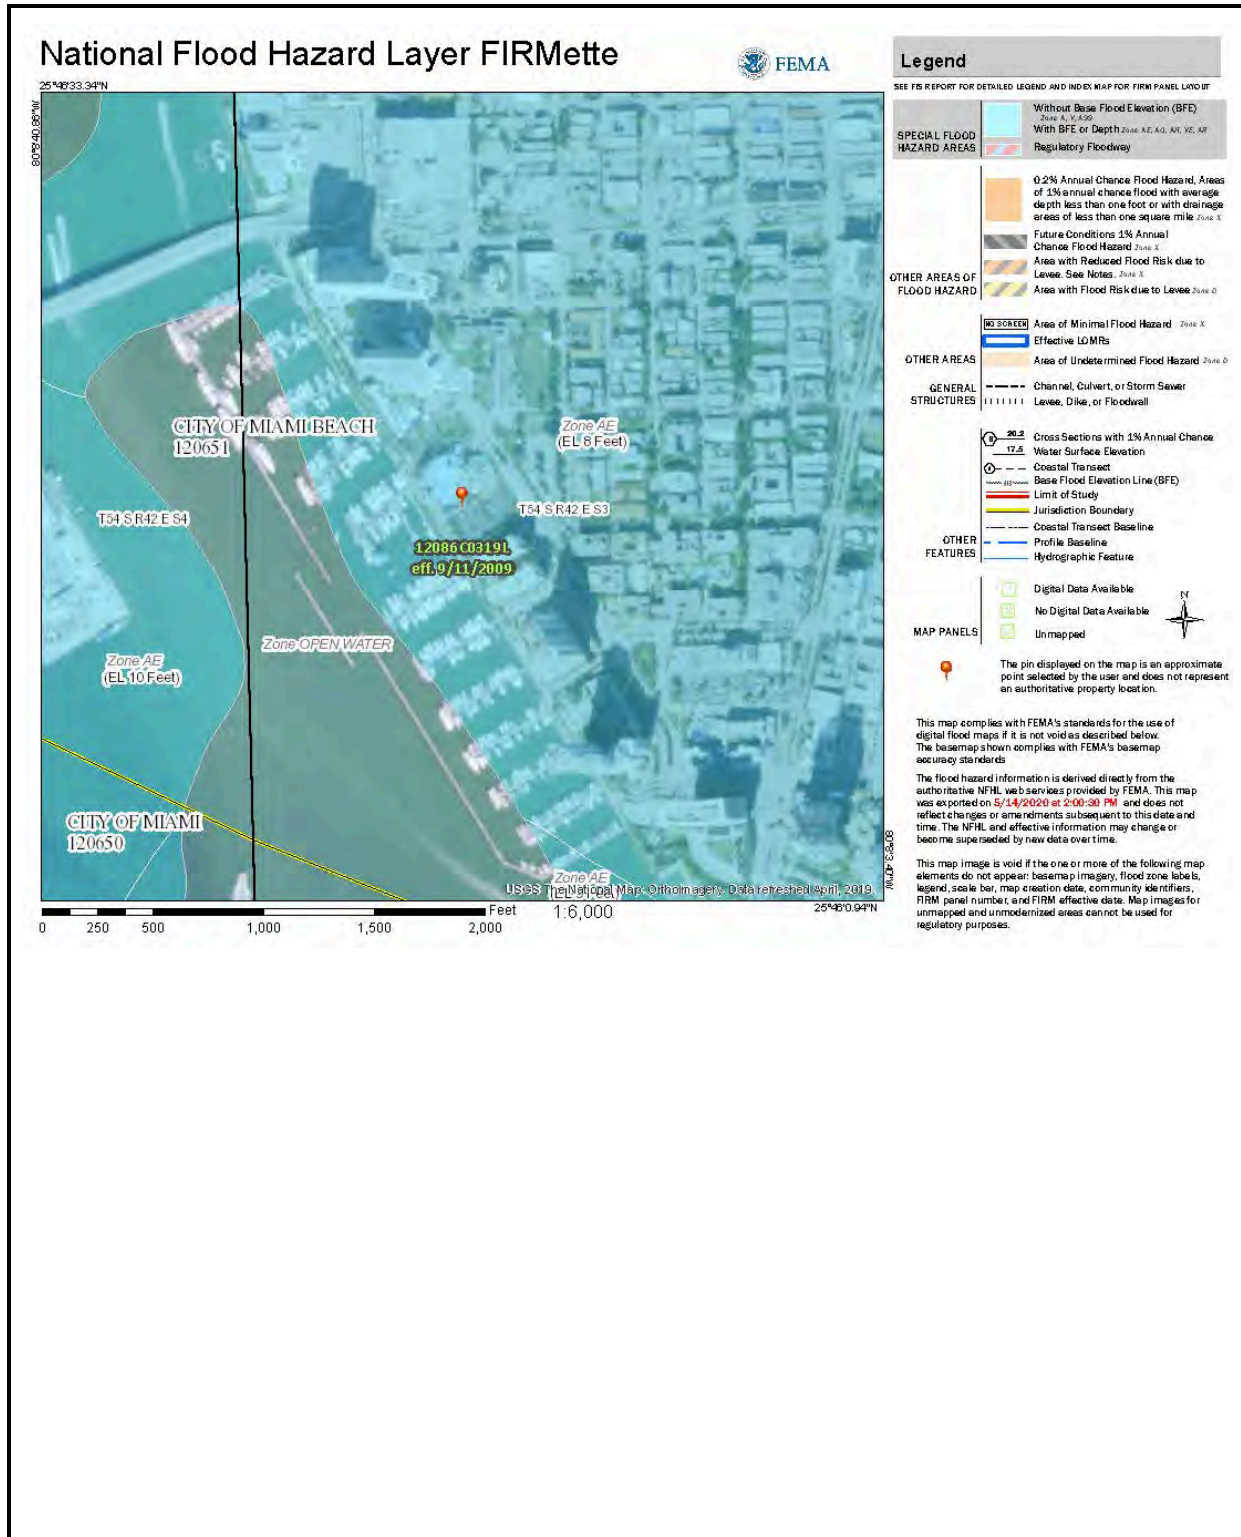 National Flood Hazard Layer FIRMette
FEMA
25°46'33.34"N
80°8'40.86"W
CITY OF MIAMI BEACH
120651
Zone AE
(EL 8 Feet)
T54 S R42 E S4
T54 S R42 E S3
12086C0319L
eff. 9/11/2009
Zone OPEN WATER
Zone AE
(EL 10 Feet)
CITY OF MIAMI
120650
Zone AE
(EL 9 Feet)
USGS The National Map: Orthoimagery. Data refreshed April, 2019.
80°8'3.40"W
25°46'0.94"N
Feet
1:6,000
0 250 500 1,000 1,500 2,000
Legend
SEE FIS REPORT FOR DETAILED LEGEND AND INDEX MAP FOR FIRM PANEL LAYOUT
SPECIAL FLOOD
HAZARD AREAS
Without Base Flood Elevation (BFE)
Zone A, V, A99
With BFE or Depth Zone AE, AO, AH, VE, AR
Regulatory Floodway
OTHER AREAS OF
FLOOD HAZARD
0.2% Annual Chance Flood Hazard, Areas
of 1% annual chance flood with average
depth less than one foot or with drainage
areas of less than one square mile Zone X
Future Conditions 1% Annual
Chance Flood Hazard Zone X
Area with Reduced Flood Risk due to
Levee. See Notes. Zone X
Area with Flood Risk due to Levee Zone D
OTHER AREAS
NO SCREEN Area of Minimal Flood Hazard Zone X
Effective LOMRs
Area of Undetermined Flood Hazard Zone D
GENERAL
STRUCTURES
Channel, Culvert, or Storm Sewer
Levee, Dike, or Floodwall
OTHER
FEATURES
B 20.2 Cross Sections with 1% Annual Chance
17.5 Water Surface Elevation
8 Coastal Transect
513 Base Flood Elevation Line (BFE)
Limit of Study
Jurisdiction Boundary
Coastal Transect Baseline
Profile Baseline
Hydrographic Feature
MAP PANELS
Digital Data Available
No Digital Data Available
Unmapped
N
The pin displayed on the map is an approximate
point selected by the user and does not represent
an authoritative property location.
This map complies with FEMA's standards for the use of
digital flood maps if it is not void as described below.
The basemap shown complies with FEMA's basemap
accuracy standards
The flood hazard information is derived directly from the
authoritative NFHL web services provided by FEMA. This map
was exported on 5/14/2020 at 2:00:30 PM and does not
reflect changes or amendments subsequent to this date and
time. The NFHL and effective information may change or
become superseded by new data over time.
This map image is void if the one or more of the following map
elements do not appear: basemap imagery, flood zone labels,
legend, scale bar, map creation date, community identifiers,
FIRM panel number, and FIRM effective date. Map images for
unmapped and unmodernized areas cannot be used for
regulatory purposes.